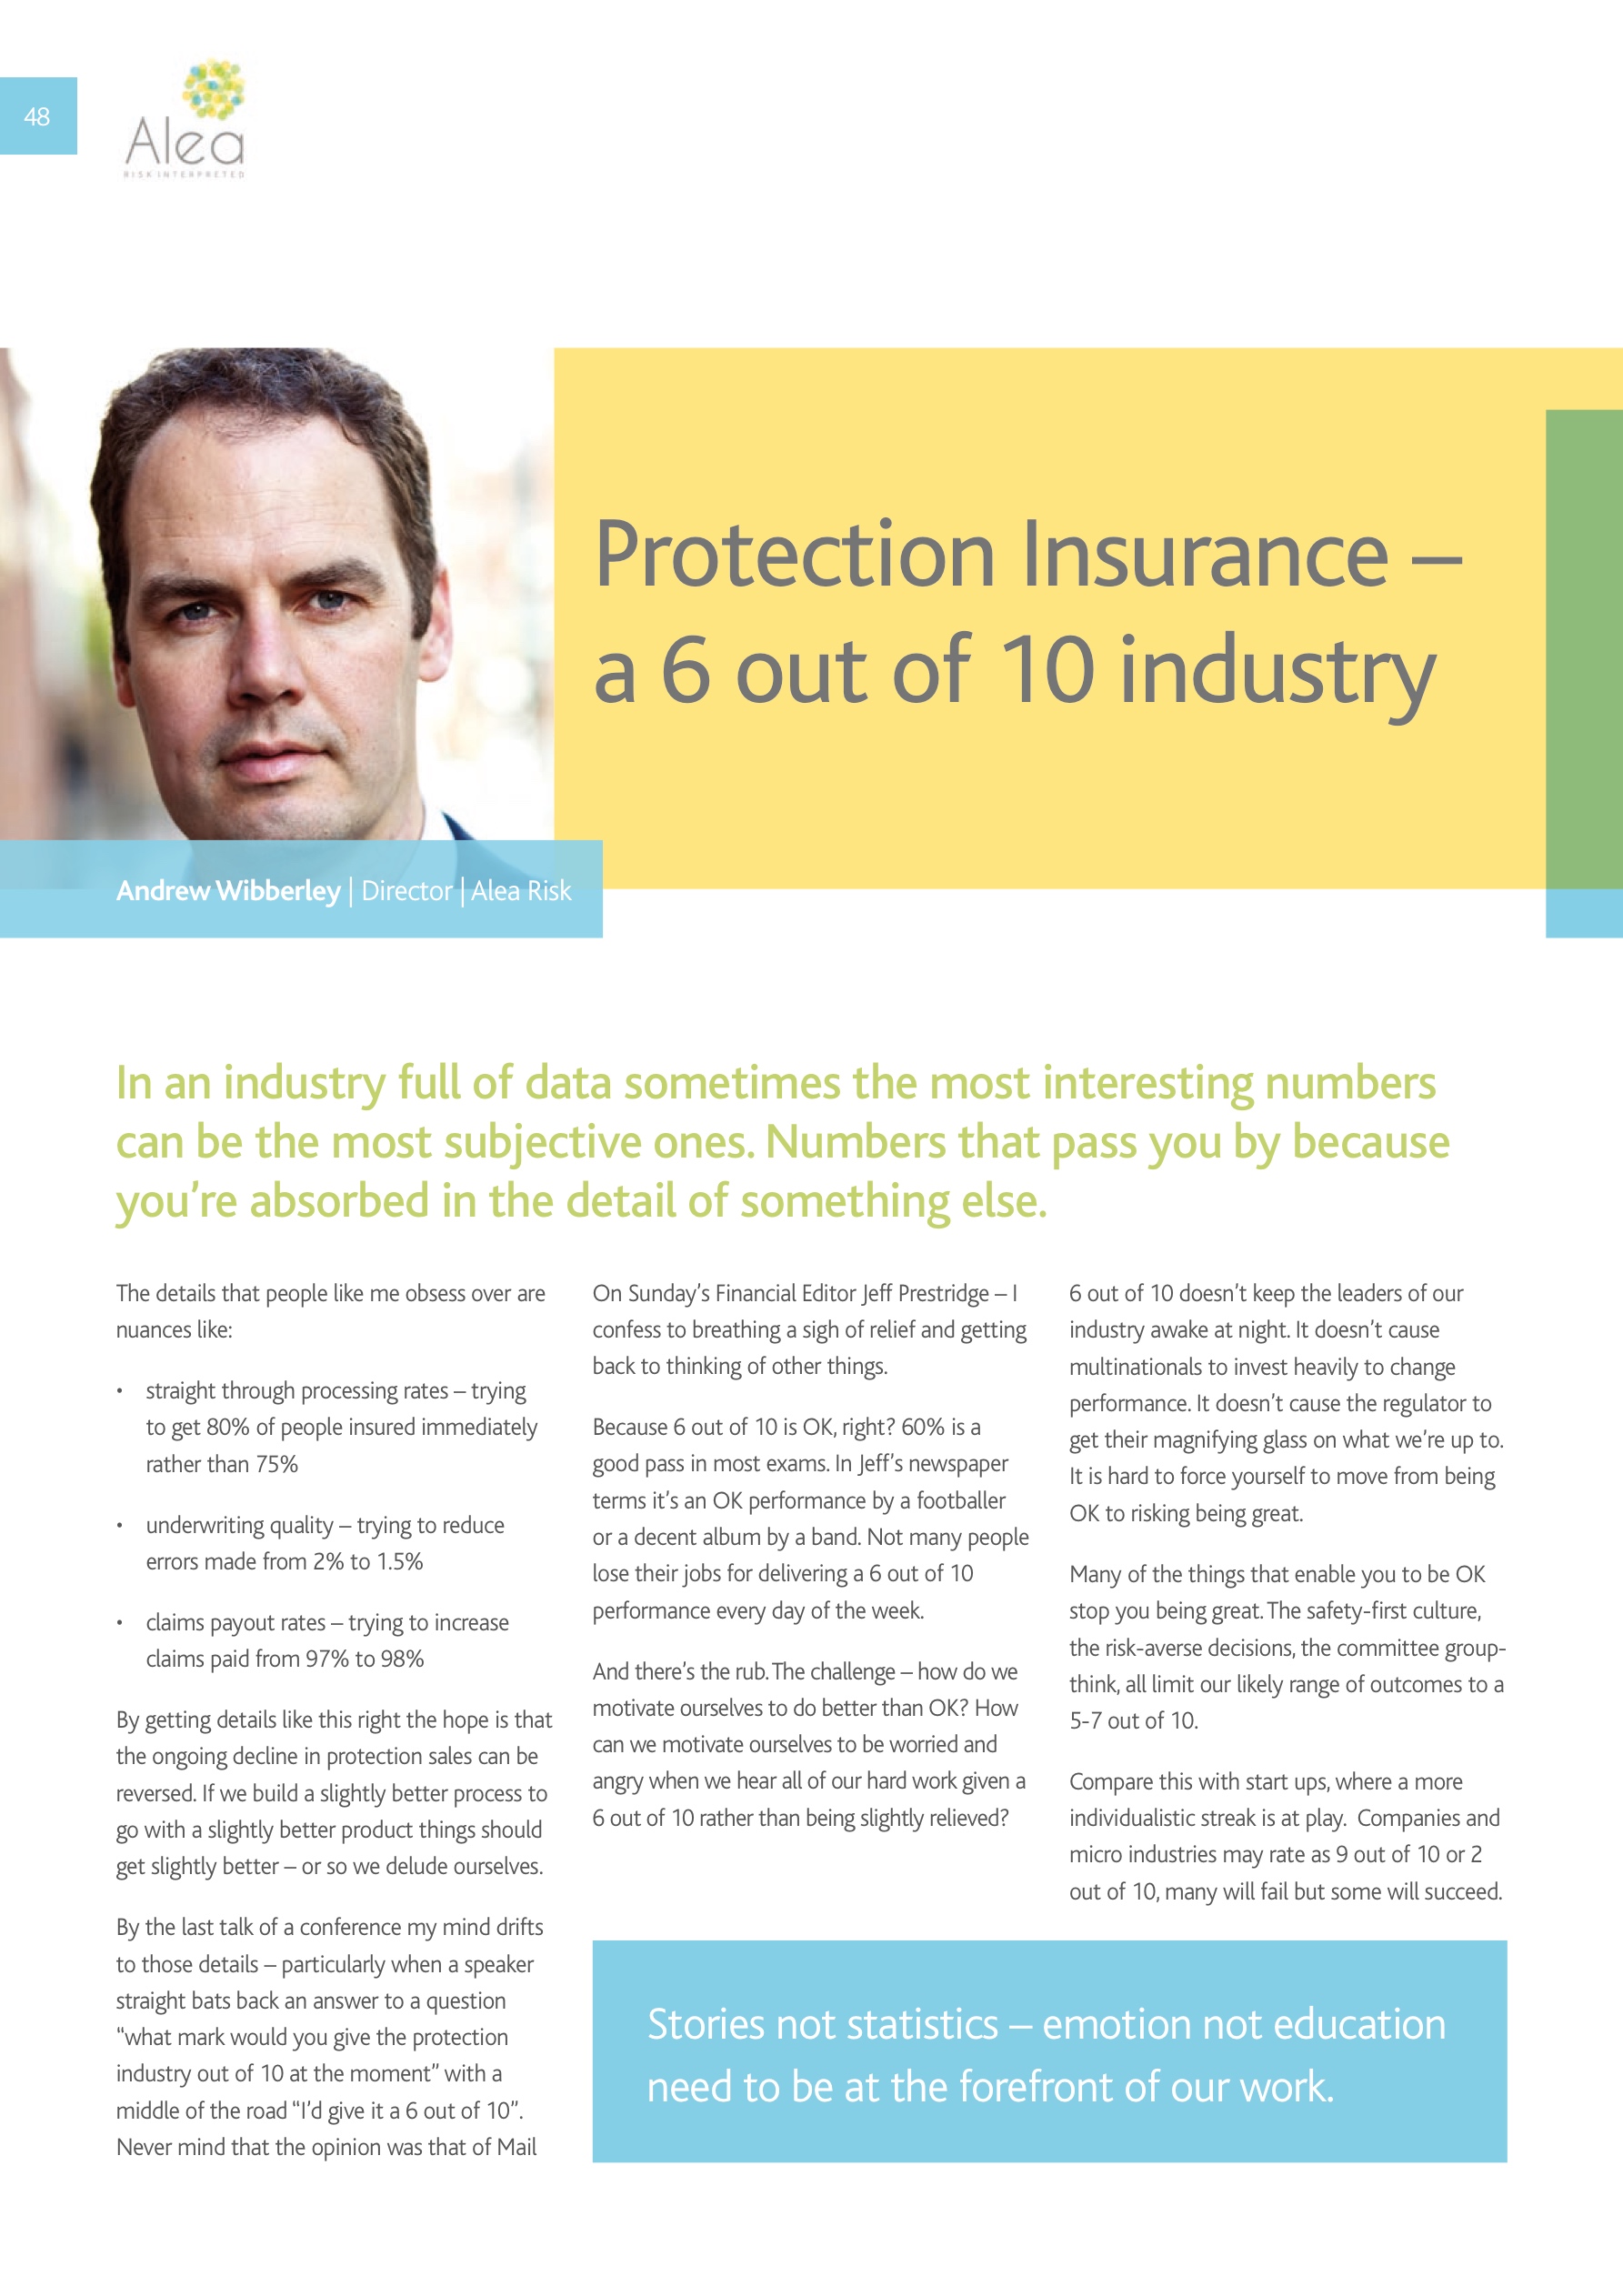 48
Alea
RISK INTERPRETED
Protection Insurance –
a 6 out of 10 industry
Andrew Wibberley | Director | Alea Risk
In an industry full of data sometimes the most interesting numbers
can be the most subjective ones. Numbers that pass you by because
you’re absorbed in the detail of something else.
The details that people like me obsess over are
nuances like:
• straight through processing rates – trying
to get 80% of people insured immediately
rather than 75%
• underwriting quality – trying to reduce
errors made from 2% to 1.5%
• claims payout rates – trying to increase
claims paid from 97% to 98%
By getting details like this right the hope is that
the ongoing decline in protection sales can be
reversed. If we build a slightly better process to
go with a slightly better product things should
get slightly better – or so we delude ourselves.
By the last talk of a conference my mind drifts
to those details – particularly when a speaker
straight bats back an answer to a question
“what mark would you give the protection
industry out of 10 at the moment” with a
middle of the road “I’d give it a 6 out of 10”.
Never mind that the opinion was that of Mail
On Sunday’s Financial Editor Jeff Prestridge – I
confess to breathing a sigh of relief and getting
back to thinking of other things.
Because 6 out of 10 is OK, right? 60% is a
good pass in most exams. In Jeff’s newspaper
terms it’s an OK performance by a footballer
or a decent album by a band. Not many people
lose their jobs for delivering a 6 out of 10
performance every day of the week.
And there’s the rub. The challenge – how do we
motivate ourselves to do better than OK? How
can we motivate ourselves to be worried and
angry when we hear all of our hard work given a
6 out of 10 rather than being slightly relieved?
6 out of 10 doesn’t keep the leaders of our
industry awake at night. It doesn’t cause
multinationals to invest heavily to change
performance. It doesn’t cause the regulator to
get their magnifying glass on what we’re up to.
It is hard to force yourself to move from being
OK to risking being great.
Many of the things that enable you to be OK
stop you being great. The safety-first culture,
the risk-averse decisions, the committee group-
think, all limit our likely range of outcomes to a
5-7 out of 10.
Compare this with start ups, where a more
individualistic streak is at play. Companies and
micro industries may rate as 9 out of 10 or 2
out of 10, many will fail but some will succeed.
Stories not statistics – emotion not education
need to be at the forefront of our work.